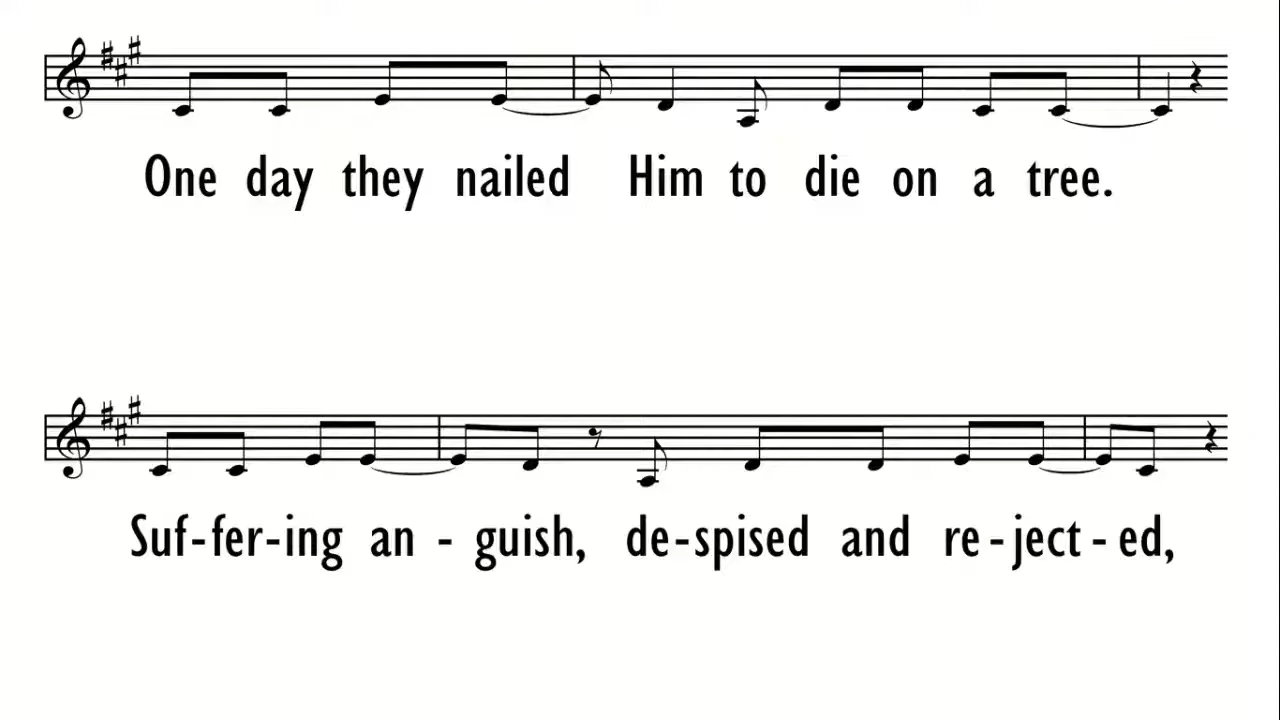 One day they nailed Him to die on a tree.
Suf-fer-ing an - guish, de-spised and re-ject-ed,